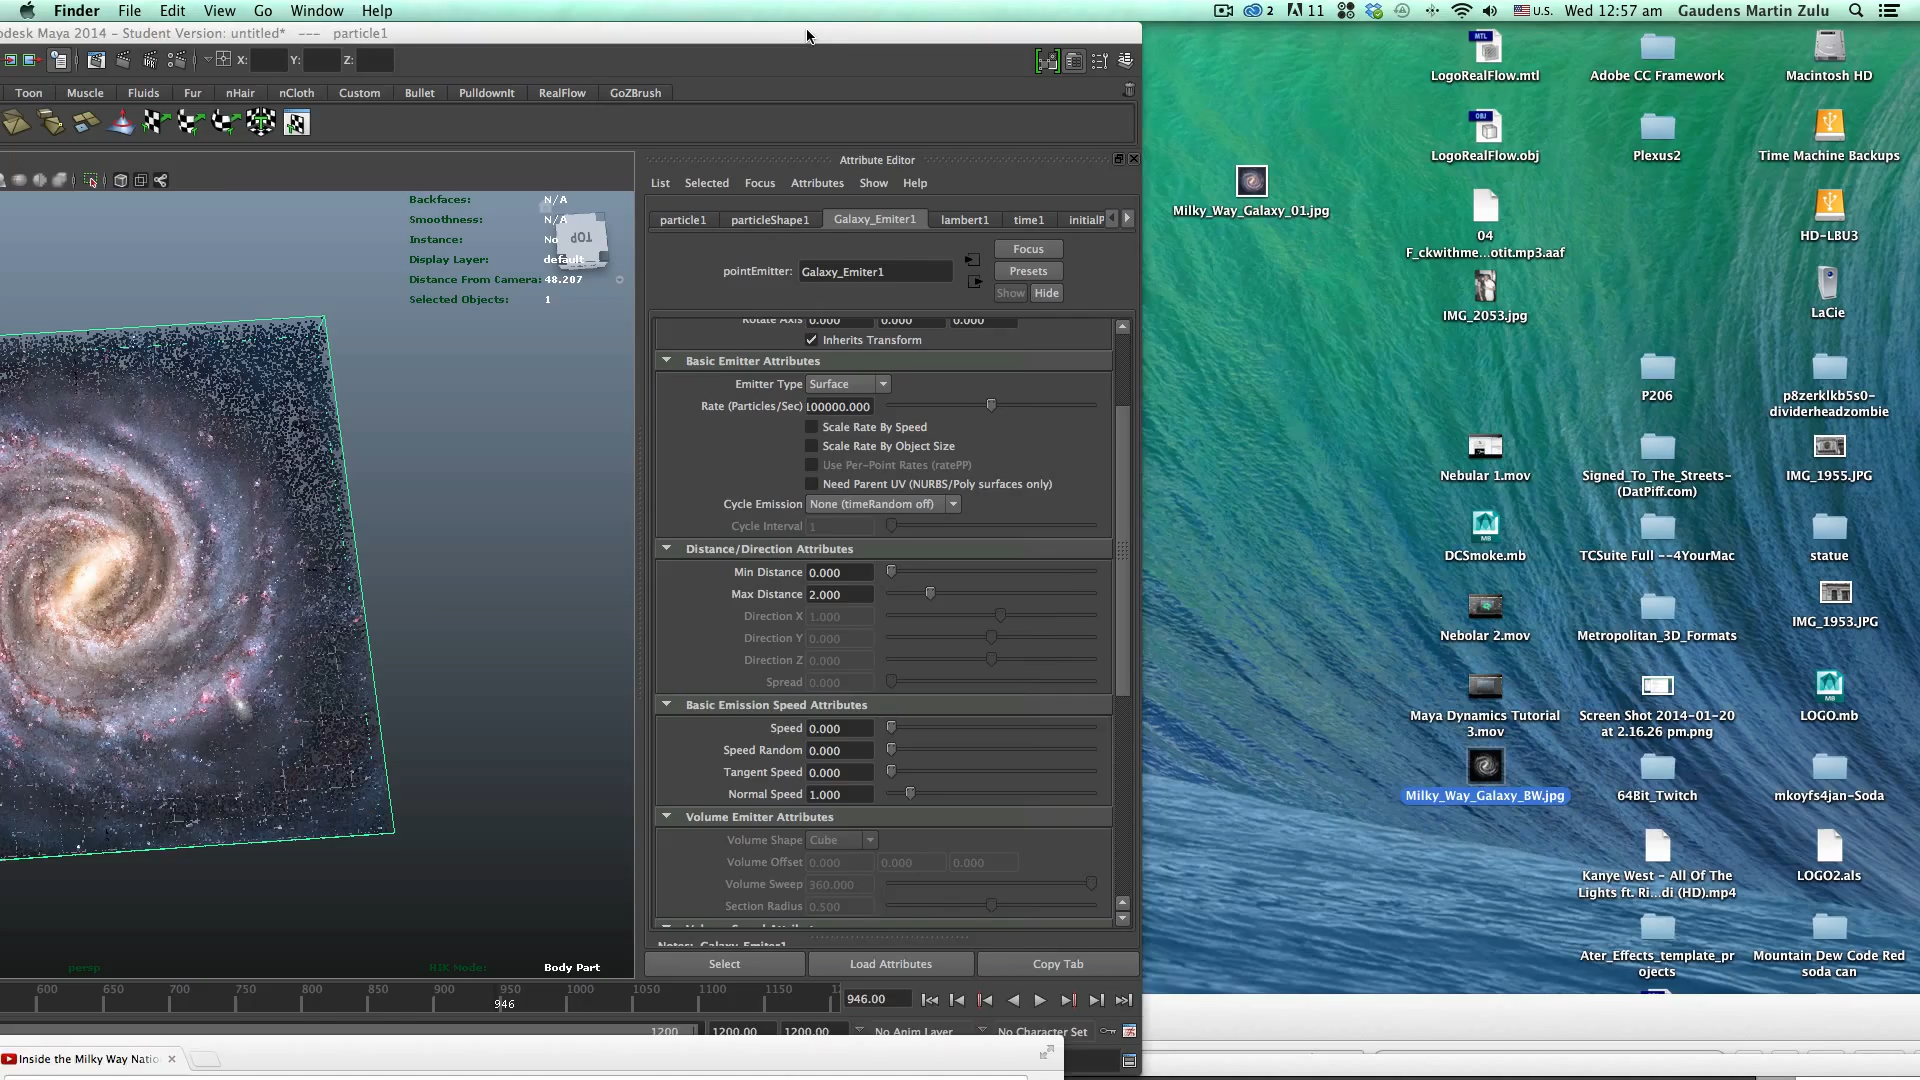 Finder File Edit View Go Window Help
2
11
U.S. Wed 12:57 am Gaudens Martin Zulu
odesk Maya 2014 - Student Version: untitled* --- particle1
X: Y: Z:
Toon Muscle Fluids Fur nHair nCloth Custom Bullet PulldownIt RealFlow GoZBrush
Attribute Editor
List Selected Focus Attributes Show Help
particle1 particleShape1 Galaxy_Emiter1 lambert1 time1 initialP
Focus
pointEmitter: Galaxy_Emiter1 Presets
Show Hide
Backfaces: N/A
Smoothness: N/A
Instance: No
Display Layer: default
Distance From Camera: 48.207
Selected Objects: 1
TOP
Rotate Axis 0.000 0.000 0.000
Inherits Transform
Basic Emitter Attributes
Emitter Type Surface
Rate (Particles/Sec) 100000.000
Scale Rate By Speed
Scale Rate By Object Size
Use Per-Point Rates (ratePP)
Need Parent UV (NURBS/Poly surfaces only)
Cycle Emission None (timeRandom off)
Cycle Interval 1
Distance/Direction Attributes
Min Distance 0.000
Max Distance 2.000
Direction X 1.000
Direction Y 0.000
Direction Z 0.000
Spread 0.000
Basic Emission Speed Attributes
Speed 0.000
Speed Random 0.000
Tangent Speed 0.000
Normal Speed 1.000
Volume Emitter Attributes
Volume Shape Cube
Volume Offset 0.000 0.000 0.000
Volume Sweep 360.000
Section Radius 0.500
Notes: Galaxy_Emiter1
Select Load Attributes Copy Tab
persp HIK Mode: Body Part
600 650 700 750 800 850 900 950 1000 1050 1100 1150
946
946.00
1200 1200.00 1200.00 No Anim Layer No Character Set
Inside the Milky Way Natio
Milky_Way_Galaxy_01.jpg
LogoRealFlow.mtl
Adobe CC Framework
Macintosh HD
LogoRealFlow.obj
Plexus2
Time Machine Backups
04
F_ckwithme...otit.mp3.aaf
HD-LBU3
IMG_2053.jpg
LaCie
P206
p8zerklkb5s0-
dividerheadzombie
Nebular 1.mov
Signed_To_The_Streets-
(DatPiff.com)
IMG_1955.JPG
DCSmoke.mb
TCSuite Full --4YourMac
statue
Nebolar 2.mov
Metropolitan_3D_Formats
IMG_1953.JPG
Maya Dynamics Tutorial
3.mov
Screen Shot 2014-01-20
at 2.16.26 pm.png
LOGO.mb
Milky_Way_Galaxy_BW.jpg
64Bit_Twitch
mkoyfs4jan-Soda
Kanye West - All Of The
Lights ft. Ri...di (HD).mp4
LOGO2.als
Ater_Effects_template_pr
ojects
Mountain Dew Code Red
soda can